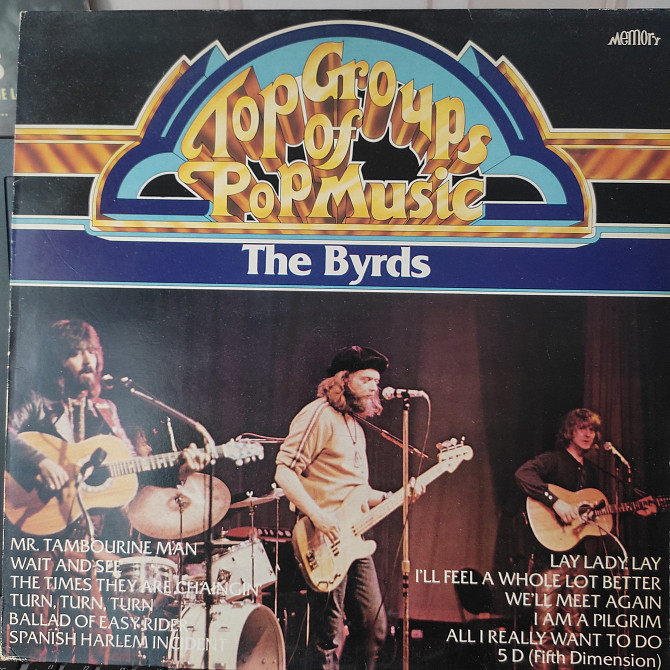 MEMORY
Top Groups
Of
Pop Music
The Byrds
MR. TAMBOURINE MAN
WAIT AND SEE
THE TIMES THEY ARE CHAINGIN'
TURN, TURN, TURN
BALLAD OF EASY RIDER
SPANISH HARLEM INCIDENT
LAY LADY LAY
I'LL FEEL A WHOLE LOT BETTER
WE'LL MEET AGAIN
I AM A PILGRIM
ALL I REALLY WANT TO DO
5 D (Fifth Dimension)